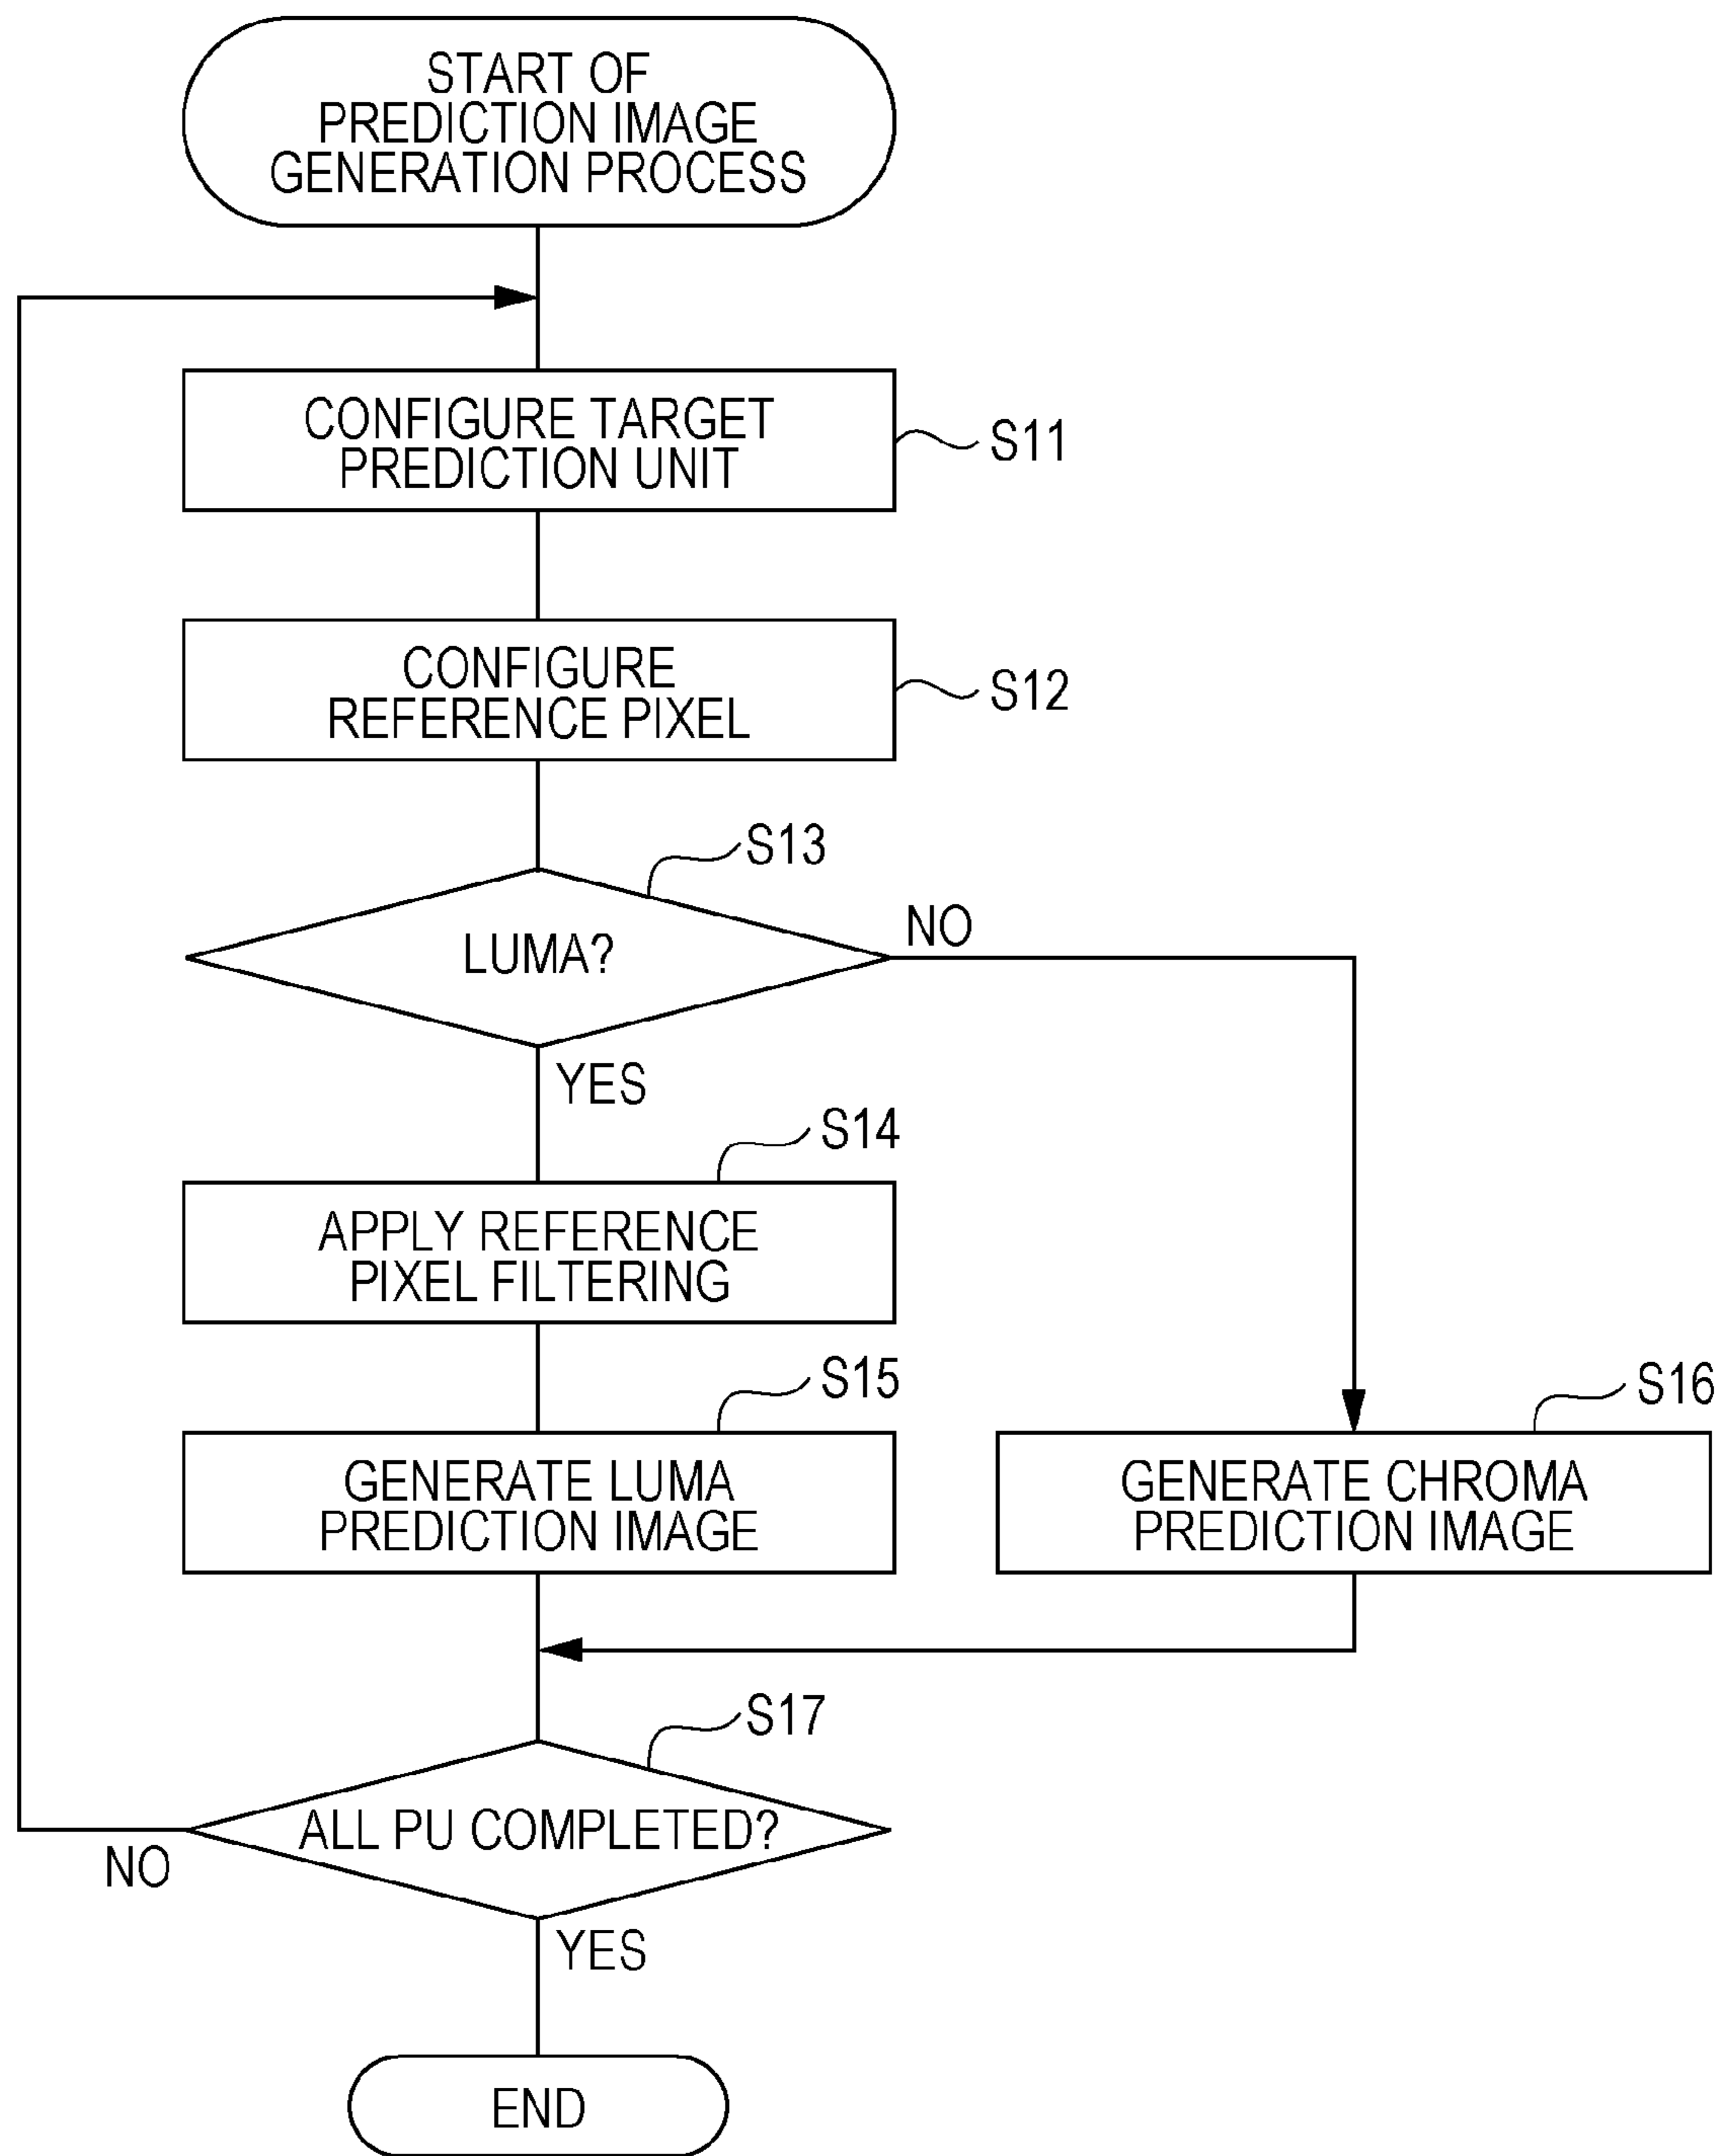 START OF
PREDICTION IMAGE
GENERATION PROCESS
CONFIGURE TARGET
PREDICTION UNIT
S11
CONFIGURE
REFERENCE PIXEL
S12
S13
LUMA?
NO
YES
S14
APPLY REFERENCE
PIXEL FILTERING
S15
GENERATE LUMA
PREDICTION IMAGE
S16
GENERATE CHROMA
PREDICTION IMAGE
S17
ALL PU COMPLETED?
NO
YES
END